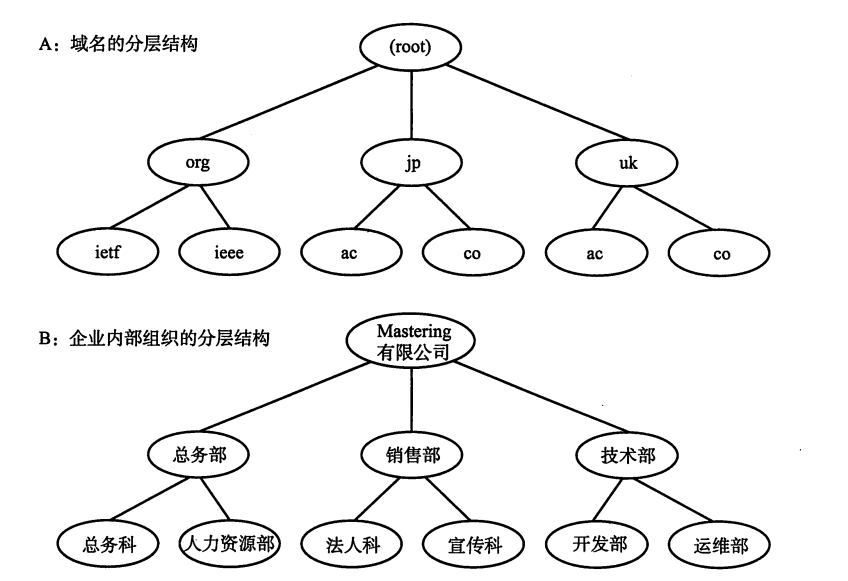 A：域名的分层结构
(root)
org
jp
uk
ietf
ieee
ac
co
ac
co
B：企业内部组织的分层结构
Mastering
有限公司
总务部
销售部
技术部
总务科
人力资源部
法人科
宣传科
开发部
运维部